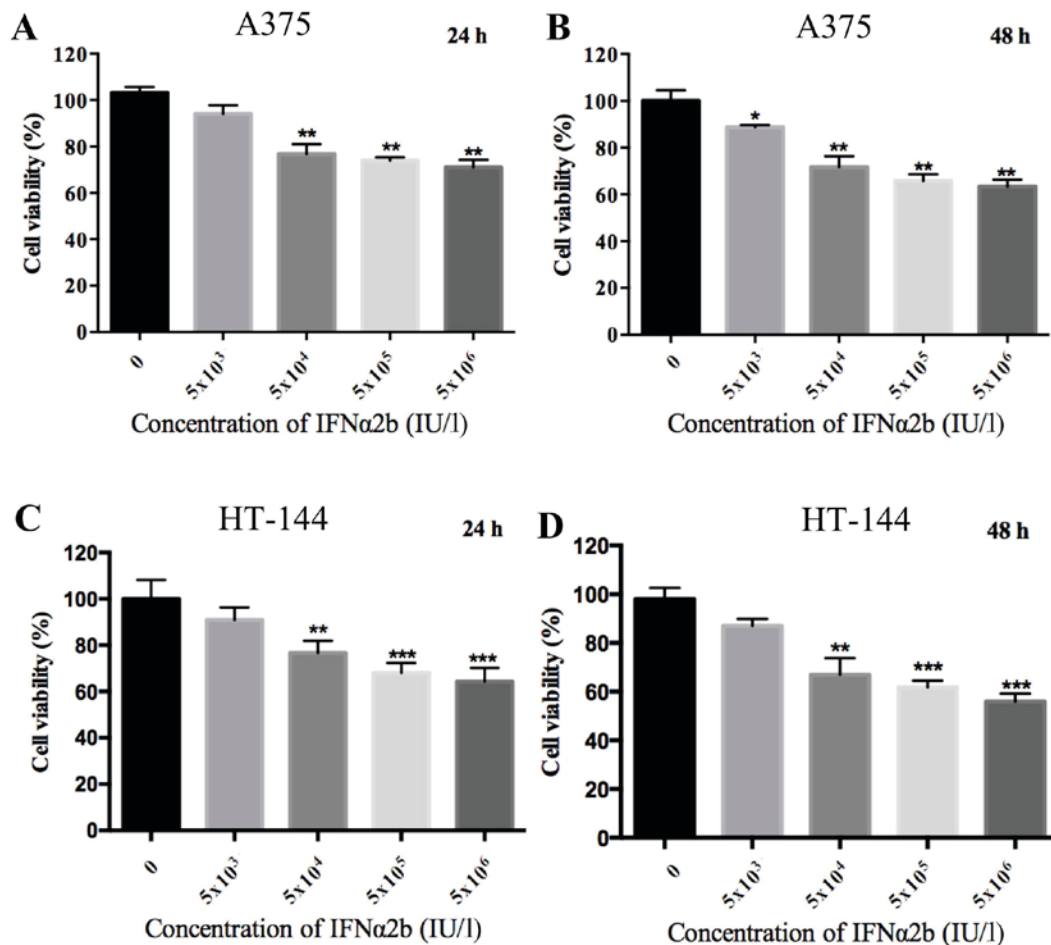 A
A375
24 h
120
100
80
60
40
20
0
Cell viability (%)
**
**
**
0
5x10³
5x10⁴
5x10⁵
5x10⁶
Concentration of IFNα2b (IU/l)
B
A375
48 h
120
100
80
60
40
20
0
Cell viability (%)
*
**
**
**
0
5x10³
5x10⁴
5x10⁵
5x10⁶
Concentration of IFNα2b (IU/l)
C
HT-144
24 h
120
100
80
60
40
20
0
Cell viability (%)
**
***
***
0
5x10³
5x10⁴
5x10⁵
5x10⁶
Concentration of IFNα2b (IU/l)
D
HT-144
48 h
120
100
80
60
40
20
0
Cell viability (%)
**
***
***
0
5x10³
5x10⁴
5x10⁵
5x10⁶
Concentration of IFNα2b (IU/l)